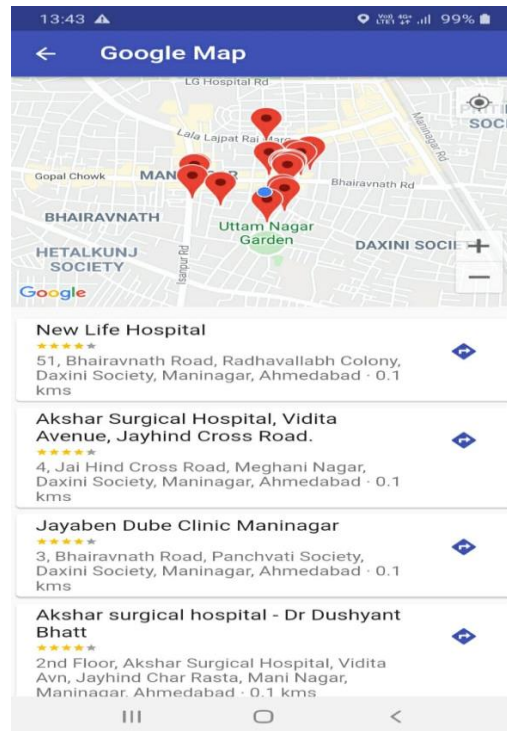 13:43
99%
Google Map
LG Hospital Rd
Lala Lajpat Rai Marg
Maninagar Rd
SOC
Gopal Chowk
MAN
Bhairavnath Rd
BHAIRAVNATH
Uttam Nagar
Garden
DAXINI SOCIE
HETALKUNJ
SOCIETY
Isanpur Rd
Google
New Life Hospital
51, Bhairavnath Road, Radhavallabh Colony,
Daxini Society, Maninagar, Ahmedabad · 0.1
kms
Akshar Surgical Hospital, Vidita
Avenue, Jayhind Cross Road.
4, Jai Hind Cross Road, Meghani Nagar,
Daxini Society, Maninagar, Ahmedabad · 0.1
kms
Jayaben Dube Clinic Maninagar
3, Bhairavnath Road, Panchvati Society,
Daxini Society, Maninagar, Ahmedabad · 0.1
kms
Akshar surgical hospital - Dr Dushyant
Bhatt
2nd Floor, Akshar Surgical Hospital, Vidita
Avn, Jayhind Char Rasta, Mani Nagar,
Maninagar, Ahmedabad · 0.1 kms